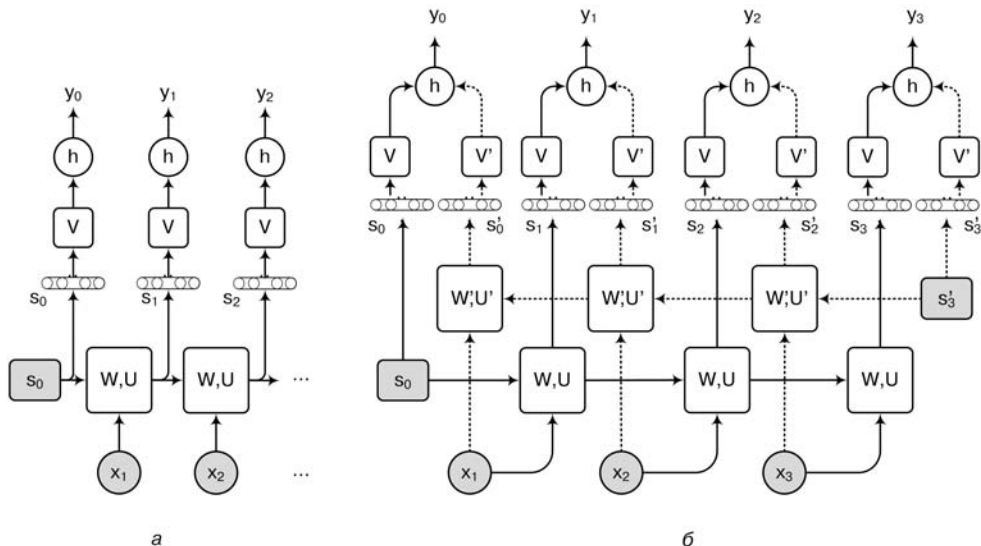 y₀ y₁ y₂
h h h
V V V
s₀ s₁ s₂
s₀ W,U W,U ...
x₁ x₂ ...
а
y₀ y₁ y₂ y₃
h h h h
V V' V V' V V' V V'
s₀ s'₀ s₁ s'₁ s₂ s'₂ s₃ s'₃
W',U' W',U' W',U' s'₃
s₀ W,U W,U W,U
x₁ x₂ x₃
б